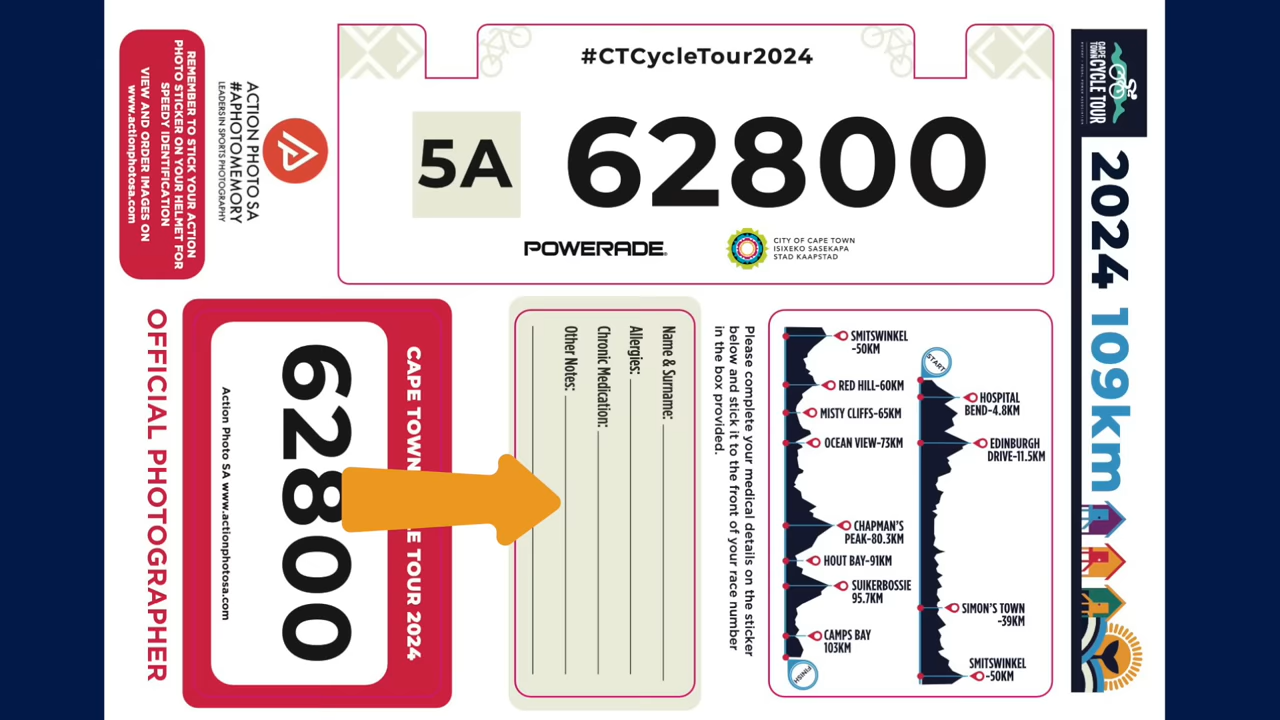 #CTCycleTour2024
5A
62800
POWERADE
CITY OF CAPE TOWN
ISIXEKO SASEKAPA
STAD KAAPSTAD
REMEMBER TO STICK YOUR ACTION
PHOTO STICKER ON YOUR HELMET FOR
SPEEDY IDENTIFICATION
VIEW AND ORDER IMAGES ON
www.actionphotosa.com
ACTION PHOTO SA
#APHOTOMEMORY
LEADERS IN SPORTS PHOTOGRAPHY
CAPE
TOWN CYCLE TOUR
2024 109km
OFFICIAL PHOTOGRAPHER
CAPE TOWN LE TOUR 2024
62800
Action Photo SA www.actionphotosa.com
Please complete your medical details on the sticker
below and stick it to the front of your race number
in the box provided.
Name & Surname:
Allergies:
Chronic Medication:
Other Notes:
START
HOSPITAL
BEND-4.8KM
EDINBURGH
DRIVE-11.5KM
SIMON'S TOWN
-39KM
SMITSWINKEL
-50KM
SMITSWINKEL
-50KM
RED HILL-60KM
MISTY CLIFFS-65KM
OCEAN VIEW-73KM
CHAPMAN'S
PEAK-80.3KM
HOUT BAY-91KM
SUIKERBOSSIE
95.7KM
CAMPS BAY
103KM
FINISH